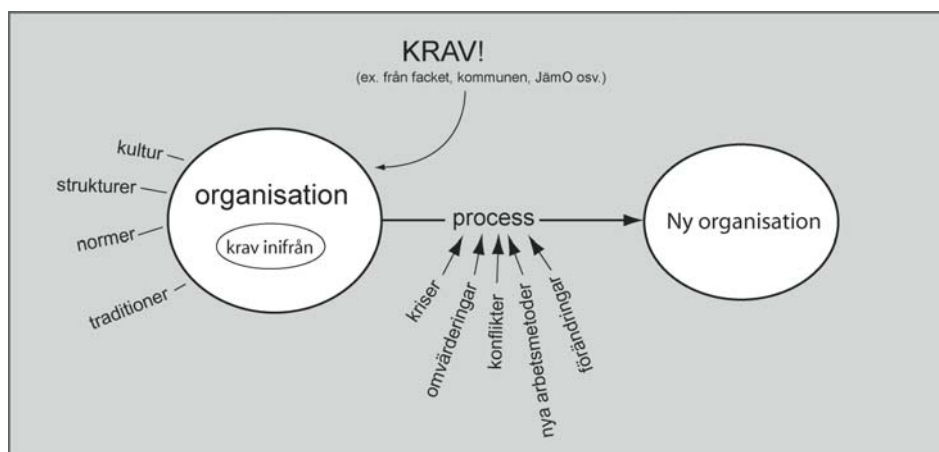 KRAV!
(ex. från facket, kommunen, JämO osv.)
kultur
strukturer
normer
traditioner
organisation
krav inifrån
process
Ny organisation
kriser
omvärderingar
konflikter
nya arbetsmetoder
förändringar